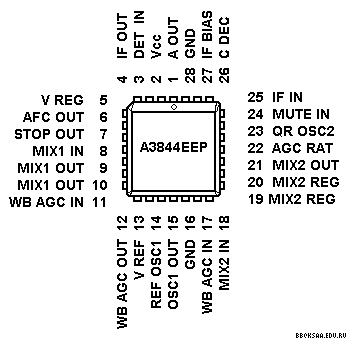 4 IF OUT
3 DET IN
2 Vcc
1 A OUT
28 GND
27 IF BIAS
26 C DEC
V REG 5
AFC OUT 6
STOP OUT 7
MIX1 IN 8
MIX1 OUT 9
MIX1 OUT 10
WB AGC IN 11
A3844EEP
25 IF IN
24 MUTE IN
23 QR OSC2
22 AGC RAT
21 MIX2 OUT
20 MIX2 REG
19 MIX2 REG
WB AGC OUT 12
V REF 13
REF OSC1 14
OSC1 OUT 15
GND 16
WB AGC IN 17
MIX2 IN 18